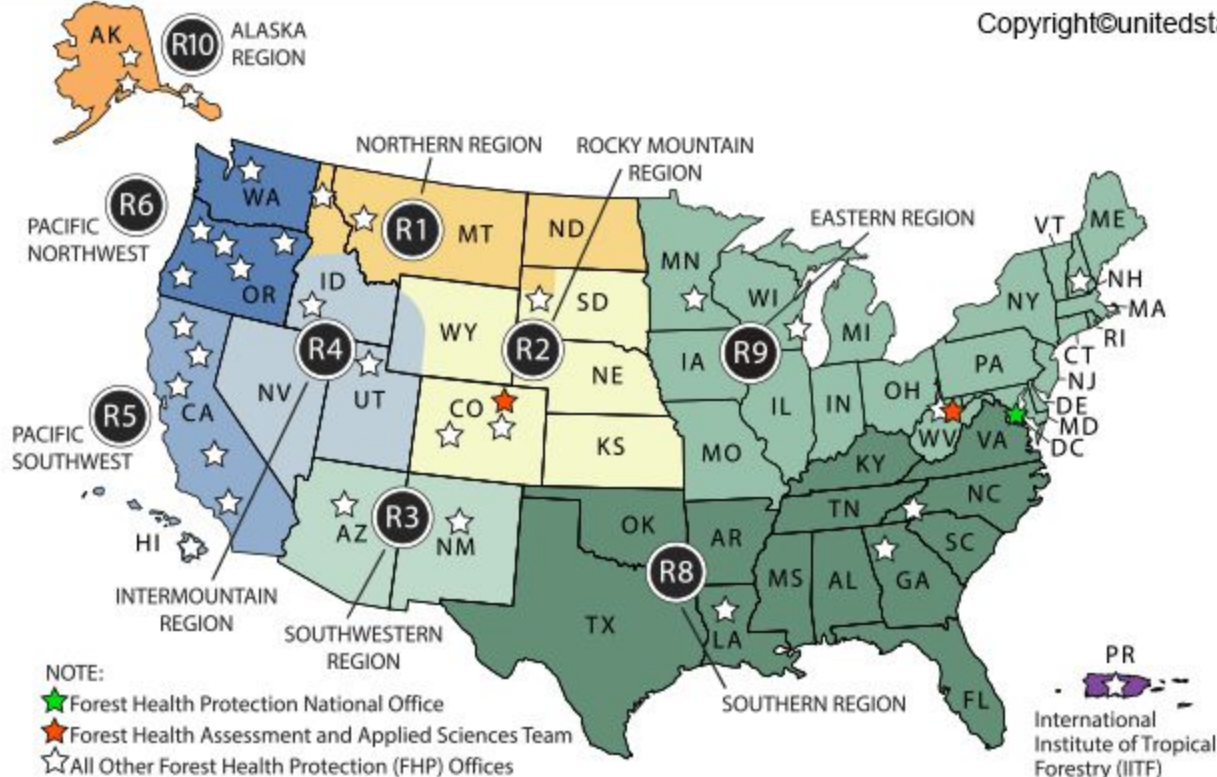 Copyright©unitedsta
AK
R10
ALASKA
REGION
NORTHERN REGION
ROCKY MOUNTAIN
REGION
EASTERN REGION
R6
PACIFIC
NORTHWEST
WA
OR
R1
MT
ND
ID
MN
SD
WI
WY
R2
R4
NV
UT
R9
MI
IA
NE
NY
VT
ME
NH
MA
RI
CT
PA
NJ
DE
MD
DC
OH
IN
IL
WV
VA
R5
PACIFIC
SOUTHWEST
CA
CO
KS
MO
KY
HI
AZ
R3
NM
OK
AR
TN
NC
SC
R8
MS
AL
GA
TX
LA
FL
INTERMOUNTAIN
REGION
SOUTHWESTERN
REGION
SOUTHERN REGION
NOTE:
Forest Health Protection National Office
Forest Health Assessment and Applied Sciences Team
All Other Forest Health Protection (FHP) Offices
PR
International
Institute of Tropical
Forestry (IITF)